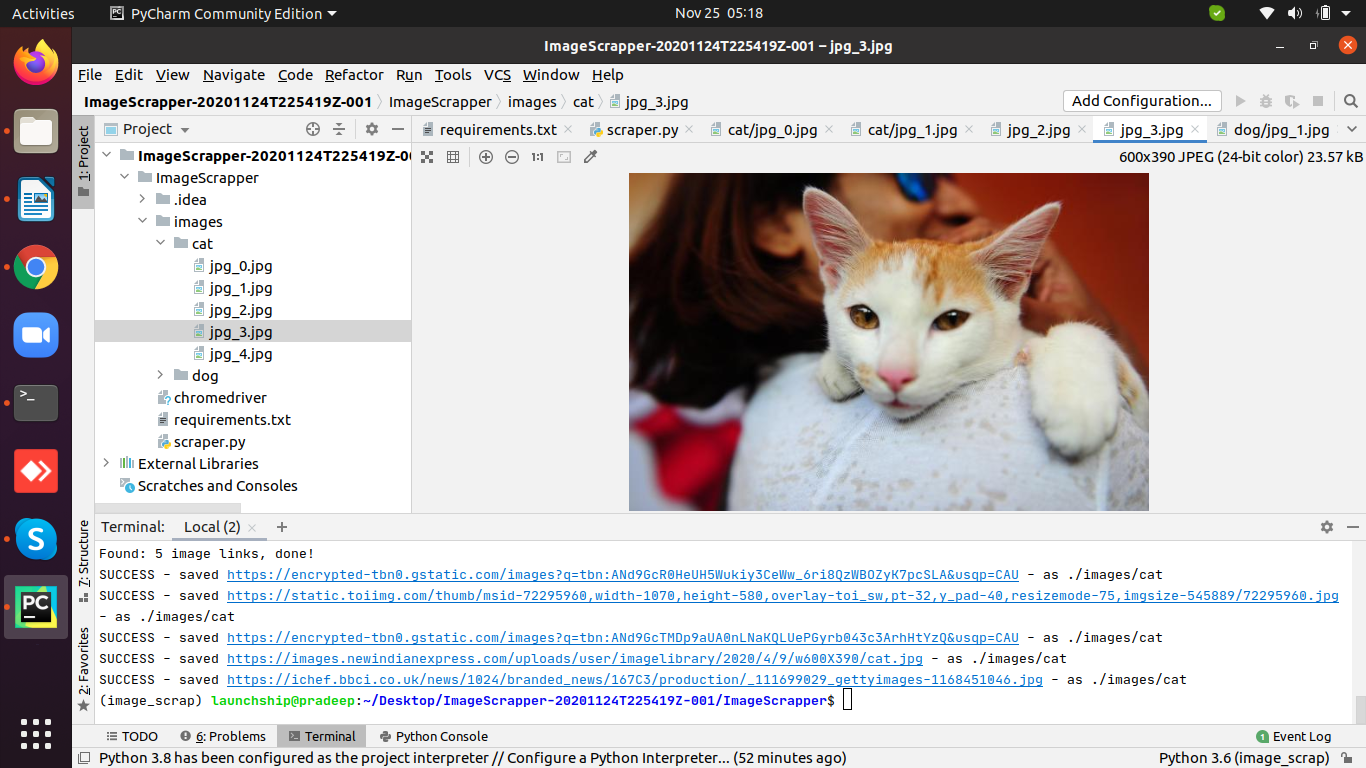 Activities PyCharm Community Edition Nov 25 05:18
ImageScrapper-20201124T225419Z-001 – jpg_3.jpg
File Edit View Navigate Code Refactor Run Tools VCS Window Help
ImageScrapper-20201124T225419Z-001 ImageScrapper images cat jpg_3.jpg Add Configuration...
1: Project
Project
requirements.txt scraper.py cat/jpg_0.jpg cat/jpg_1.jpg jpg_2.jpg jpg_3.jpg dog/jpg_1.jpg
1:1 600x390 JPEG (24-bit color) 23.57 kB
ImageScrapper-20201124T225419Z-00
ImageScrapper
.idea
images
cat
jpg_0.jpg
jpg_1.jpg
jpg_2.jpg
jpg_3.jpg
jpg_4.jpg
dog
chromedriver
requirements.txt
scraper.py
External Libraries
Scratches and Consoles
7: Structure
2: Favorites
Terminal: Local (2)
Found: 5 image links, done!
SUCCESS - saved https://encrypted-tbn0.gstatic.com/images?q=tbn:ANd9GcR0HeUH5Wukiy3CeWw_6ri8QzWBOZyK7pcSLA&usqp=CAU - as ./images/cat
SUCCESS - saved https://static.toiimg.com/thumb/msid-72295960,width-1070,height-580,overlay-toi_sw,pt-32,y_pad-40,resizemode-75,imgsize-545889/72295960.jpg
- as ./images/cat
SUCCESS - saved https://encrypted-tbn0.gstatic.com/images?q=tbn:ANd9GcTMDp9aUA0nLNaKQLUePGyrb043c3ArhHtYzQ&usqp=CAU - as ./images/cat
SUCCESS - saved https://images.newindianexpress.com/uploads/user/imagelibrary/2020/4/9/w600X390/cat.jpg - as ./images/cat
SUCCESS - saved https://ichef.bbci.co.uk/news/1024/branded_news/167C3/production/_111699029_gettyimages-1168451046.jpg - as ./images/cat
(image_scrap) launchship@pradeep:~/Desktop/ImageScrapper-20201124T225419Z-001/ImageScrapper$
TODO 6: Problems Terminal Python Console 1 Event Log
Python 3.8 has been configured as the project interpreter // Configure a Python Interpreter... (52 minutes ago) Python 3.6 (image_scrap)
>_
S
PC